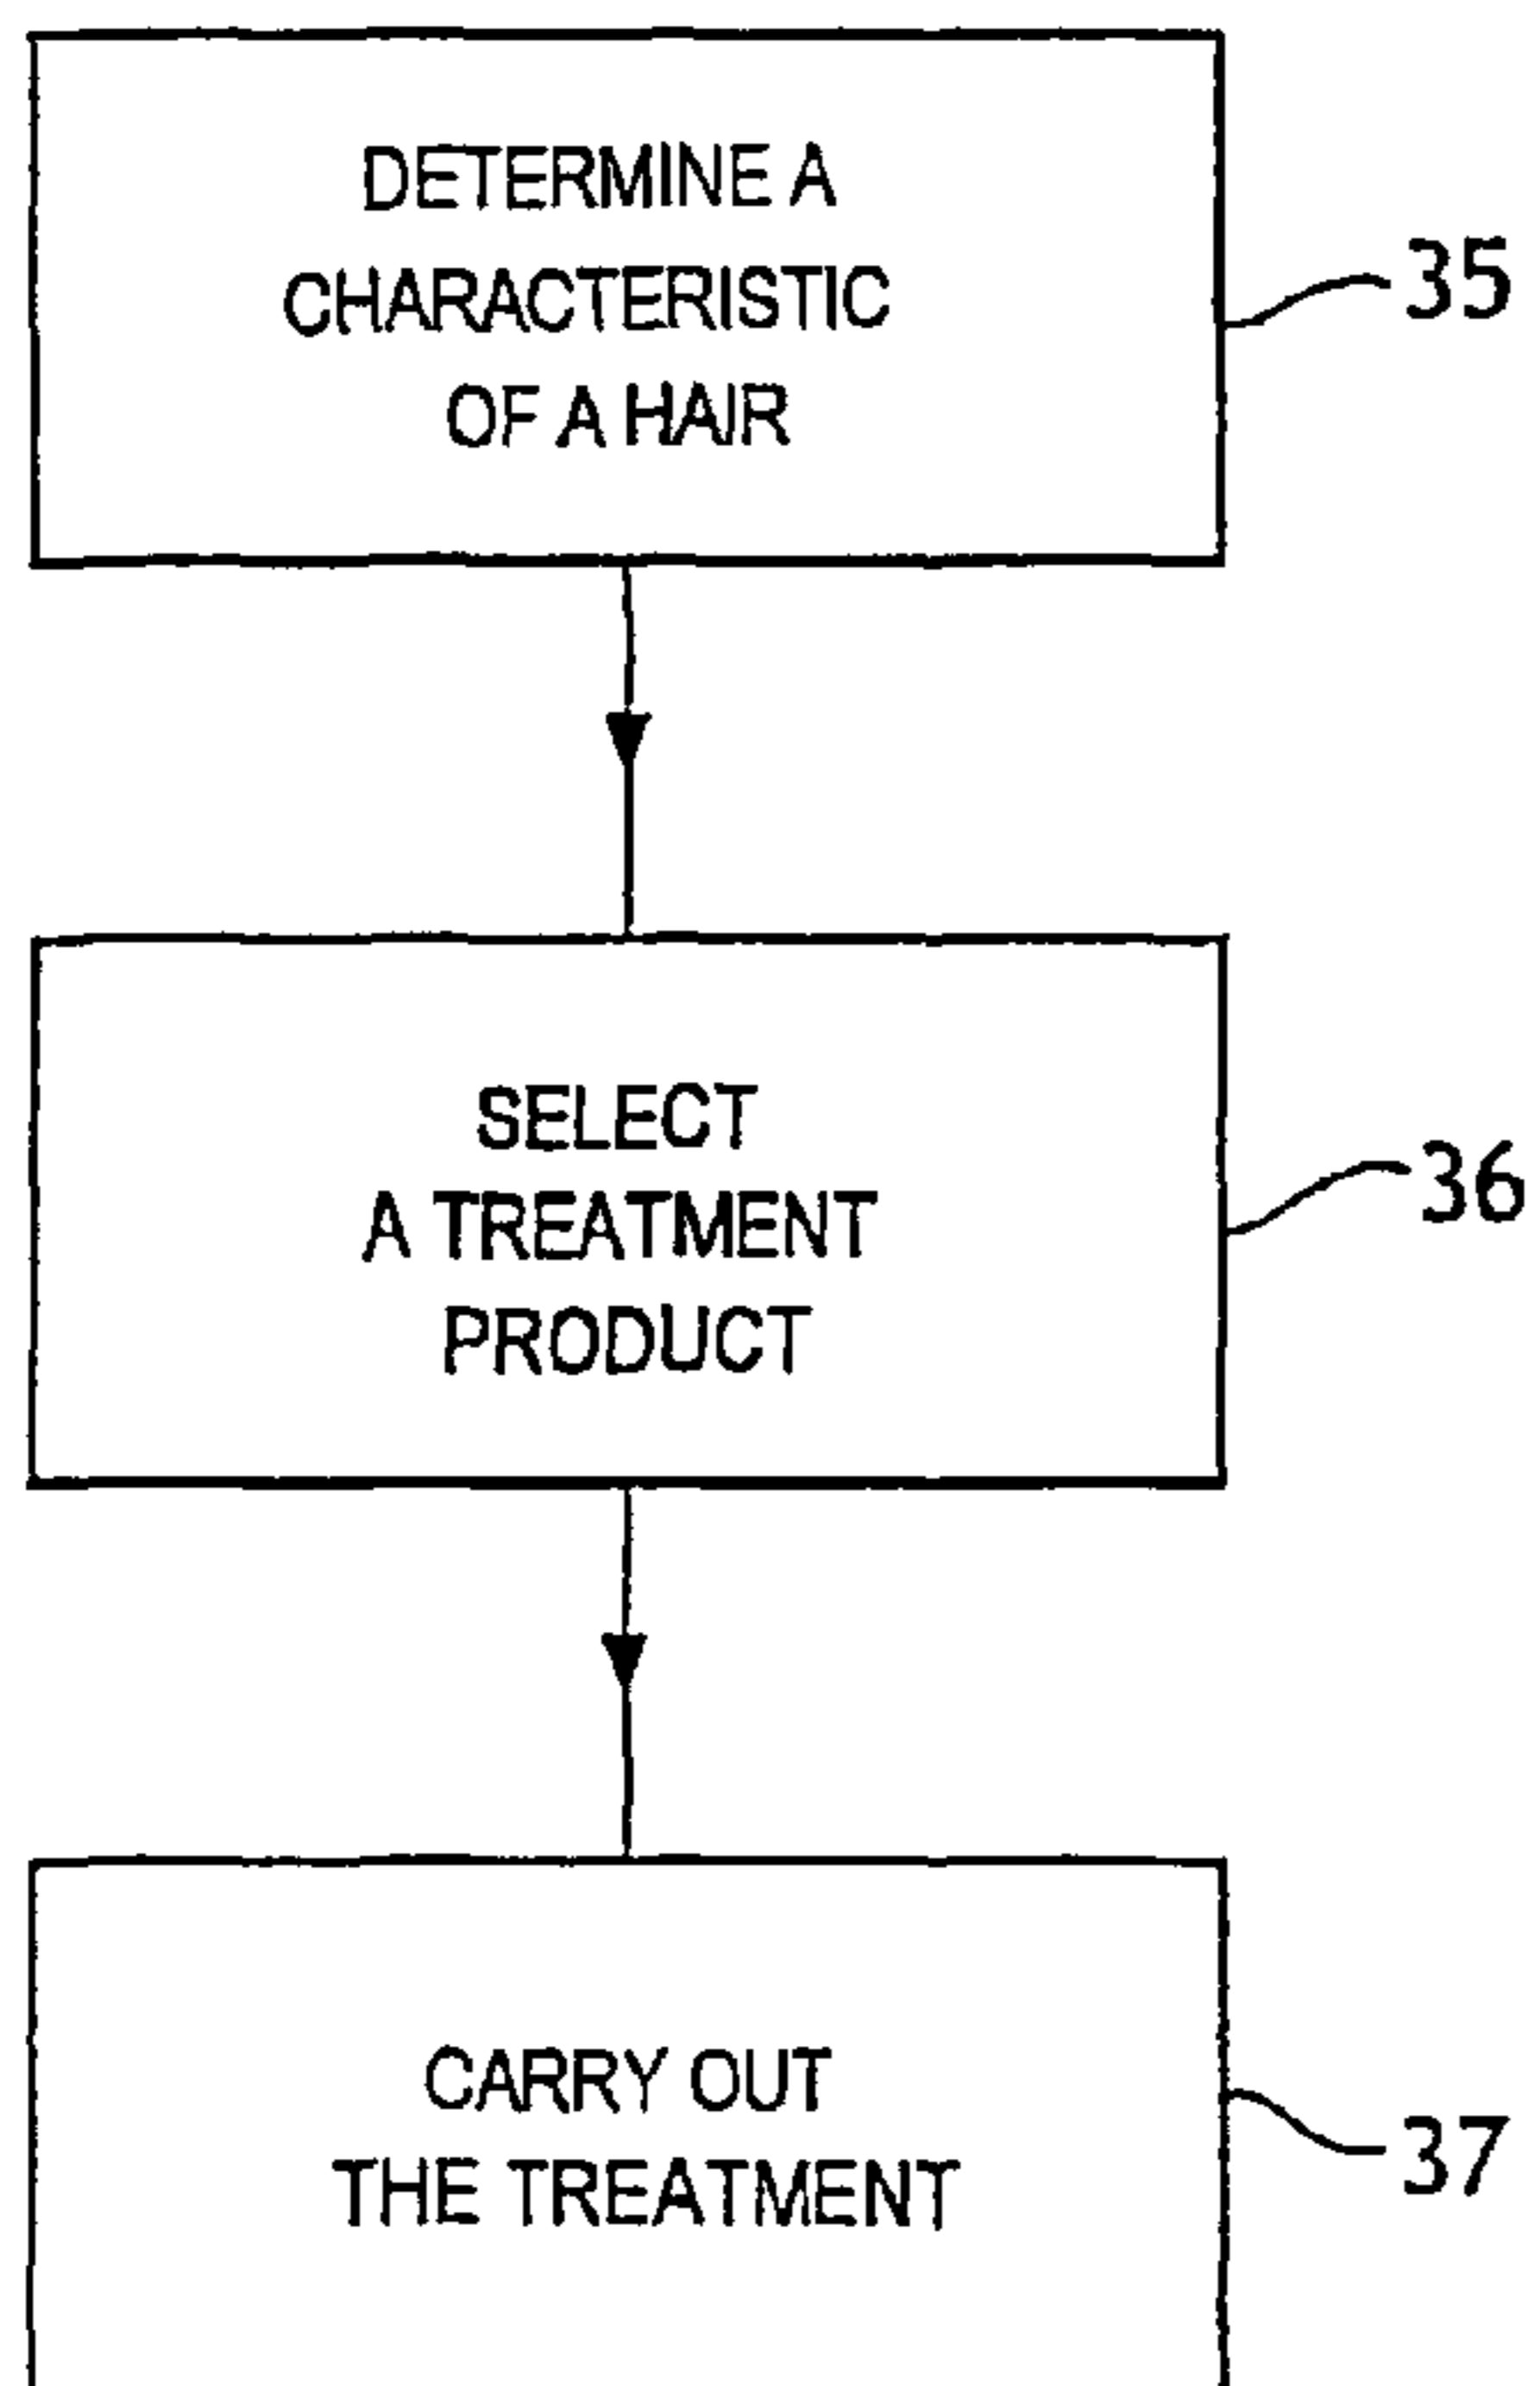 DETERMINE A
CHARACTERISTIC
OF A HAIR
35
SELECT
A TREATMENT
PRODUCT
36
CARRY OUT
THE TREATMENT
37